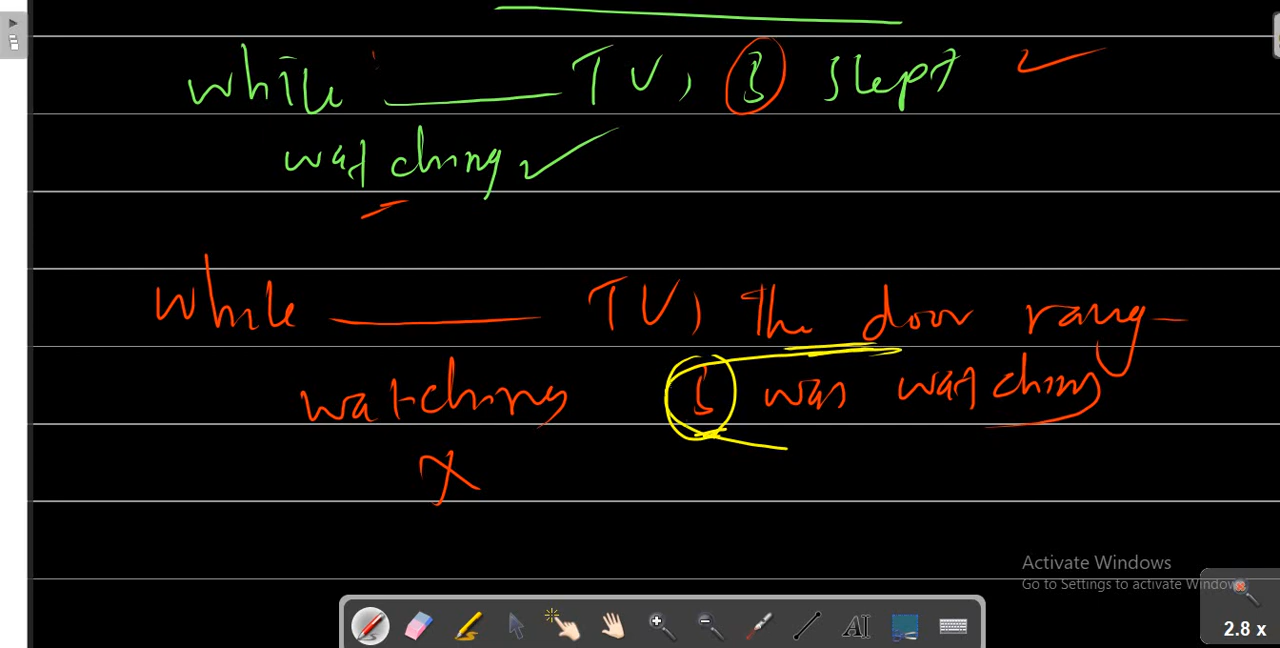 while ______ TV, I slept ✓
watching ✓
while ______ TV, The door rang
watching I was watching
X
Activate Windows
Go to Settings to activate Windows
AI
2.8 x